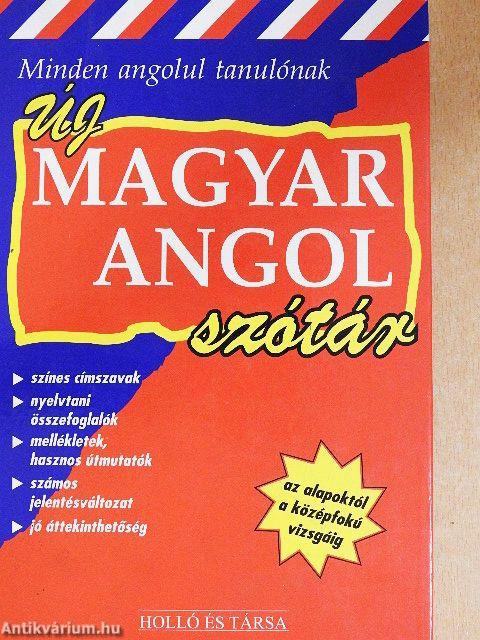 Minden angolul tanulónak
ÚJ
MAGYAR
ANGOL
szótár
▶ színes címszavak
▶ nyelvtani
összefoglalók
▶ mellékletek,
hasznos útmutatók
▶ számos
jelentésváltozat
▶ jó áttekinthetőség
az alapoktól
a középfokú
vizsgáig
HOLLÓ ÉS TÁRSA
Antikvárium.hu